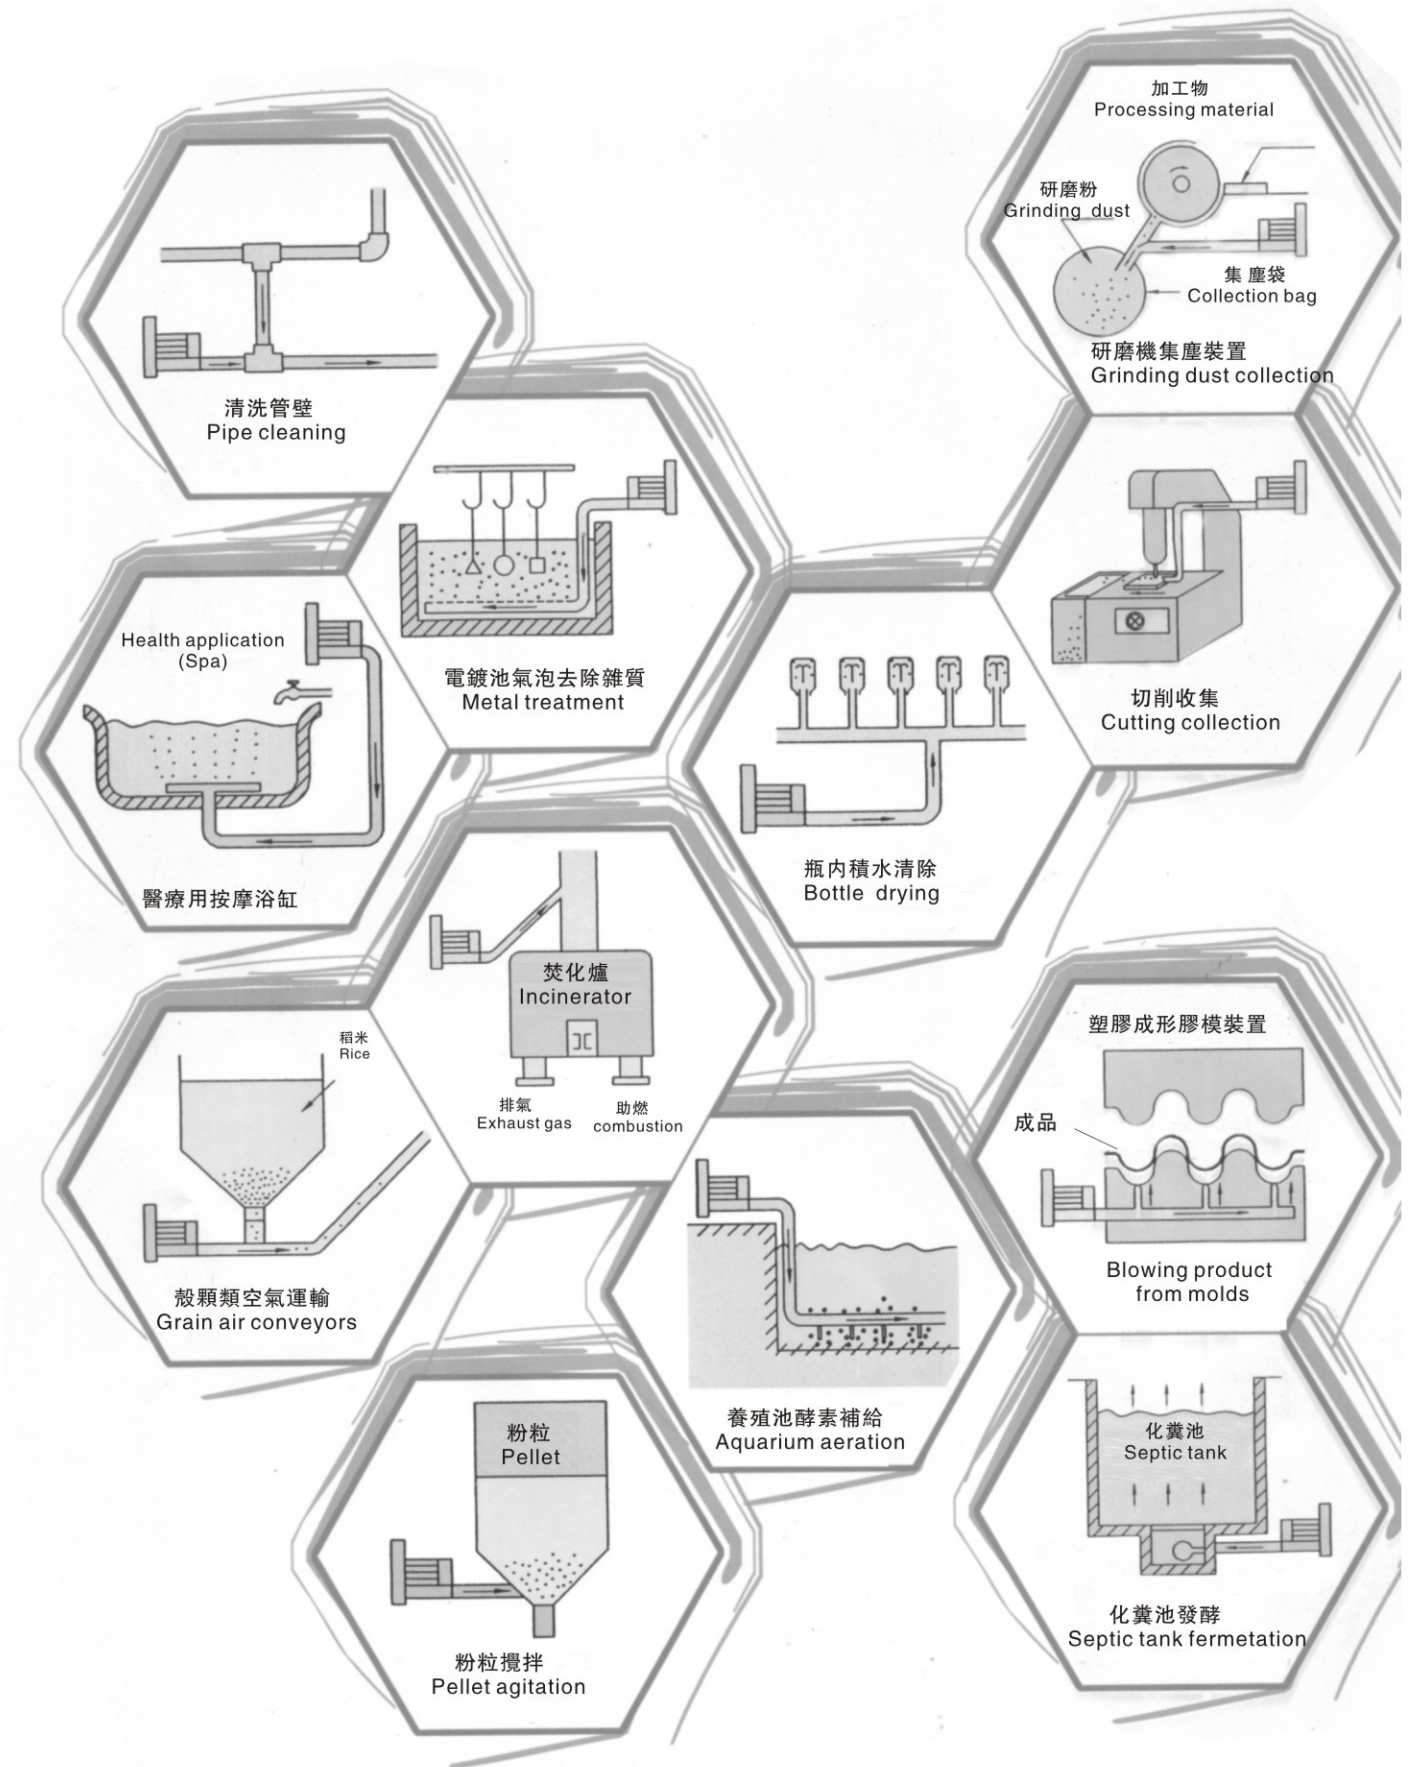 加工物
Processing material
研磨粉
Grinding dust
集 塵袋
Collection bag
研磨機集塵裝置
Grinding dust collection
清洗管壁
Pipe cleaning
電鍍池氣泡去除雜質
Metal treatment
切削收集
Cutting collection
Health application
(Spa)
醫療用按摩浴缸
瓶内積水清除
Bottle drying
焚化爐
Incinerator
排氣
Exhaust gas
助燃
combustion
稻米
Rice
殼顆類空氣運輸
Grain air conveyors
塑膠成形膠模裝置
成品
Blowing product
from molds
養殖池酵素補給
Aquarium aeration
粉粒
Pellet
粉粒攪拌
Pellet agitation
化糞池
Septic tank
化糞池發酵
Septic tank fermetation